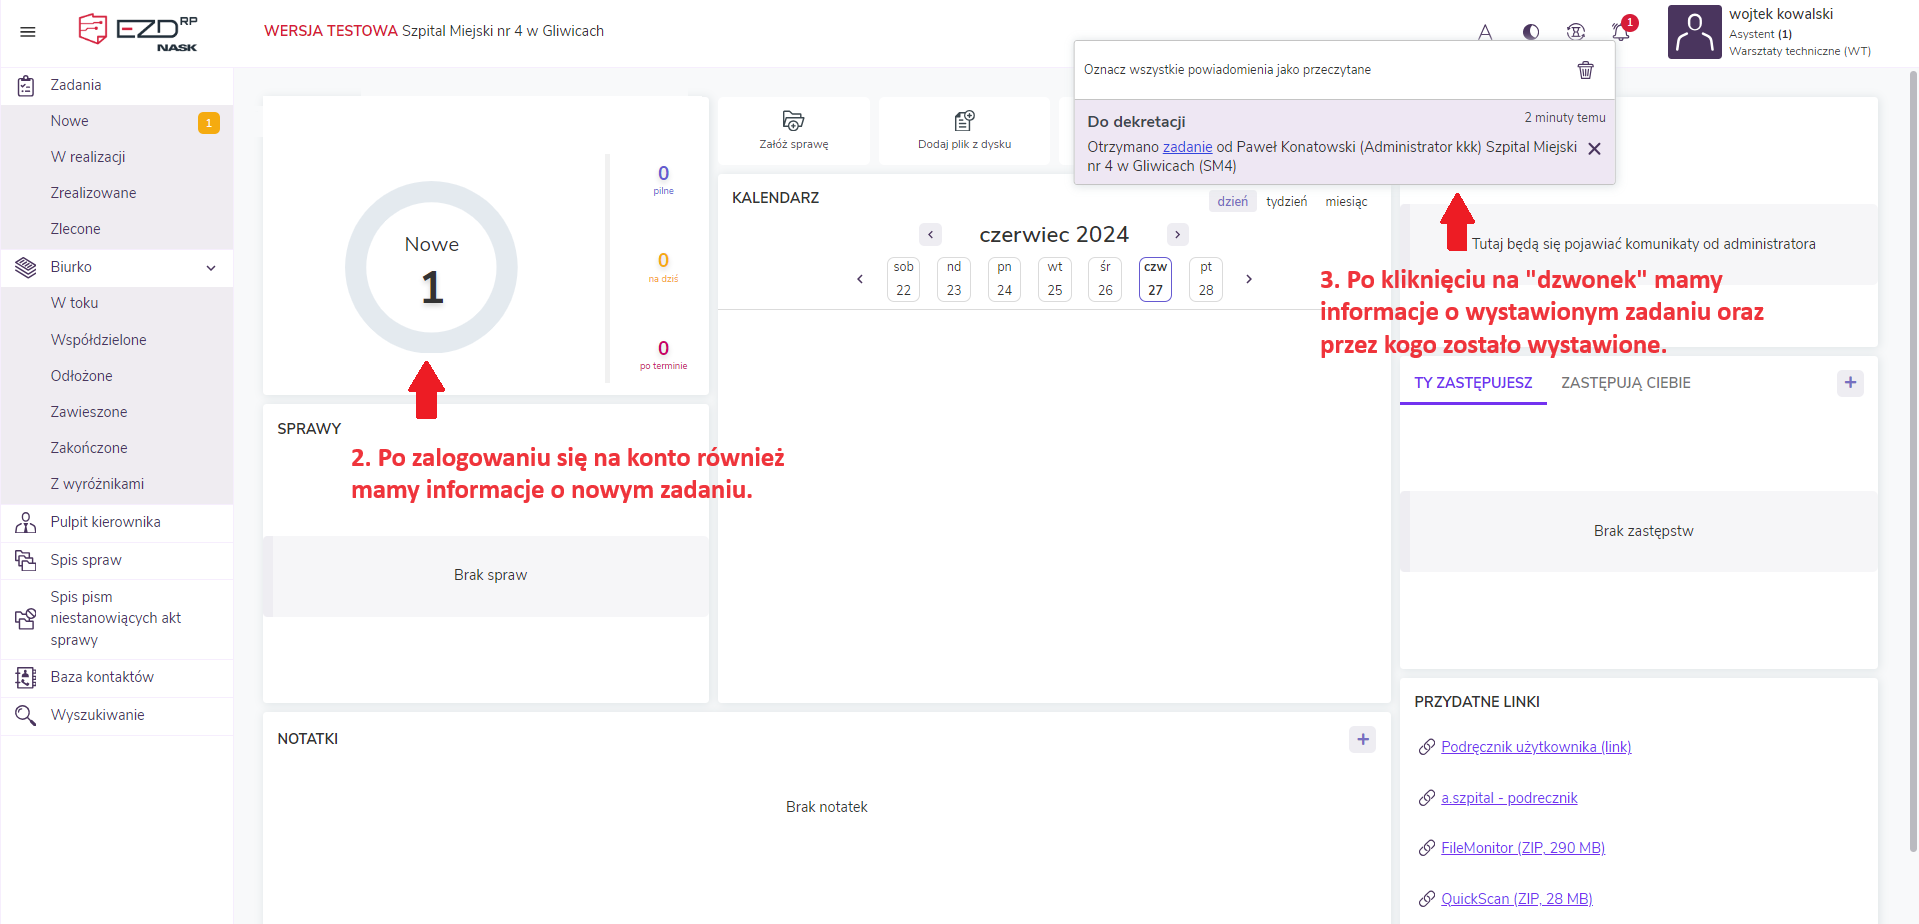 EZD RP
NASK
WERSJA TESTOWA Szpital Miejski nr 4 w Gliwicach
A
1
wojtek kowalski
Asystent (1)
Warsztaty techniczne (WT)
Zadania
Nowe
1
W realizacji
Zrealizowane
Zlecone
Biurko
W toku
Współdzielone
Odłożone
Zawieszone
Zakończone
Z wyróżnikami
Pulpit kierownika
Spis spraw
Spis pism
niestanowiących akt
sprawy
Baza kontaktów
Wyszukiwanie
Nowe
1
0
pilne
0
na dziś
0
po terminie
2. Po zalogowaniu się na konto również
mamy informacje o nowym zadaniu.
SPRAWY
Brak spraw
Załóż sprawę
Dodaj plik z dysku
Oznacz wszystkie powiadomienia jako przeczytane
Do dekretacji
2 minuty temu
Otrzymano zadanie od Paweł Konatowski (Administrator kkk) Szpital Miejski
nr 4 w Gliwicach (SM4)
KALENDARZ
dzień tydzień miesiąc
czerwiec 2024
sob nd pn wt śr czw pt
22 23 24 25 26 27 28
Tutaj będą się pojawiać komunikaty od administratora
3. Po kliknięciu na "dzwonek" mamy
informacje o wystawionym zadaniu oraz
przez kogo zostało wystawione.
TY ZASTĘPUJESZ ZASTĘPUJĄ CIEBIE
+
Brak zastępstw
NOTATKI
+
Brak notatek
PRZYDATNE LINKI
Podręcznik użytkownika (link)
a.szpital - podrecznik
FileMonitor (ZIP, 290 MB)
QuickScan (ZIP, 28 MB)